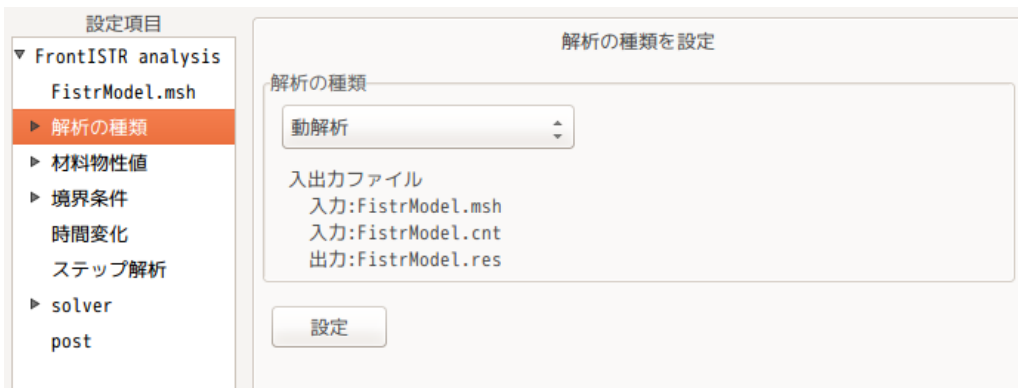 設定項目
FrontISTR analysis
FistrModel.msh
解析の種類
材料物性値
境界条件
時間変化
ステップ解析
solver
post
解析の種類を設定
解析の種類
動解析
入出力ファイル
入力:FistrModel.msh
入力:FistrModel.cnt
出力:FistrModel.res
設定